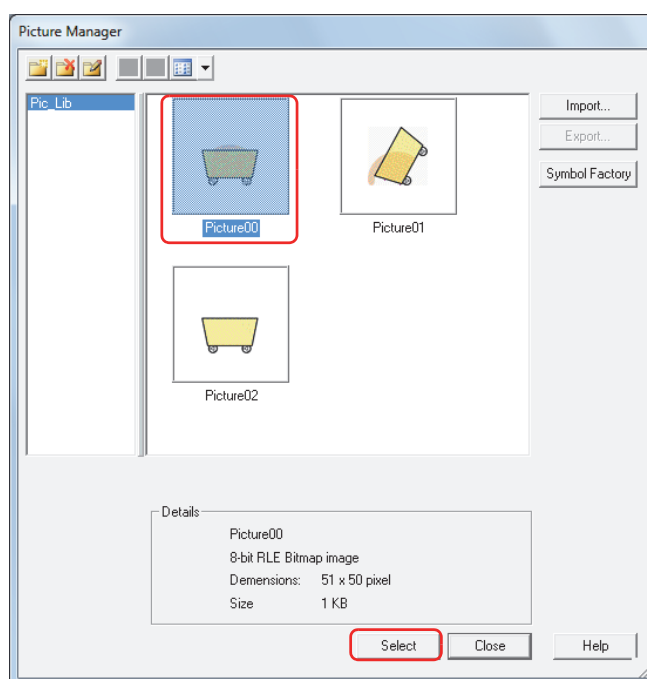 Picture Manager
Pic_Lib
Picture00
Picture01
Picture02
Import...
Export...
Symbol Factory
Details
Picture00
8-bit RLE Bitmap image
Demensions: 51 x 50 pixel
Size 1 KB
Select Close Help